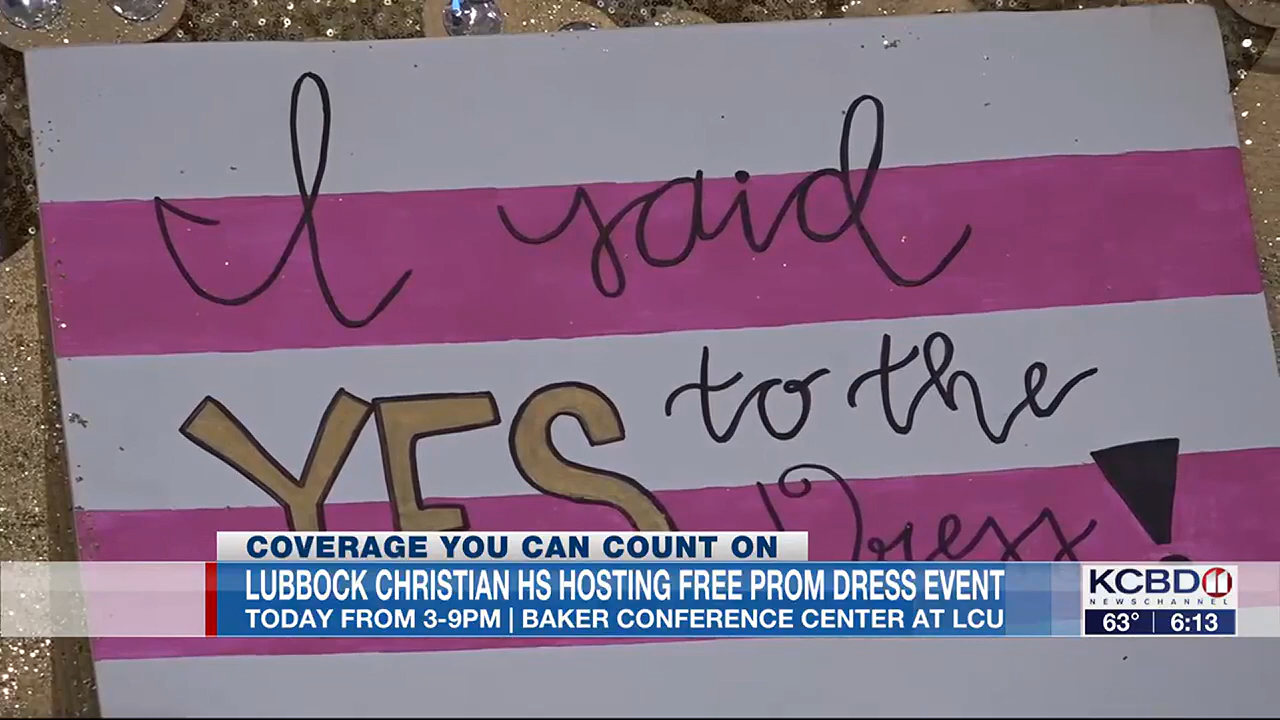 I said
YES to the
Dress!
COVERAGE YOU CAN COUNT ON
LUBBOCK CHRISTIAN HS HOSTING FREE PROM DRESS EVENT
TODAY FROM 3-9PM | BAKER CONFERENCE CENTER AT LCU
KCBD 11
NEWSCHANNEL
63° | 6:13